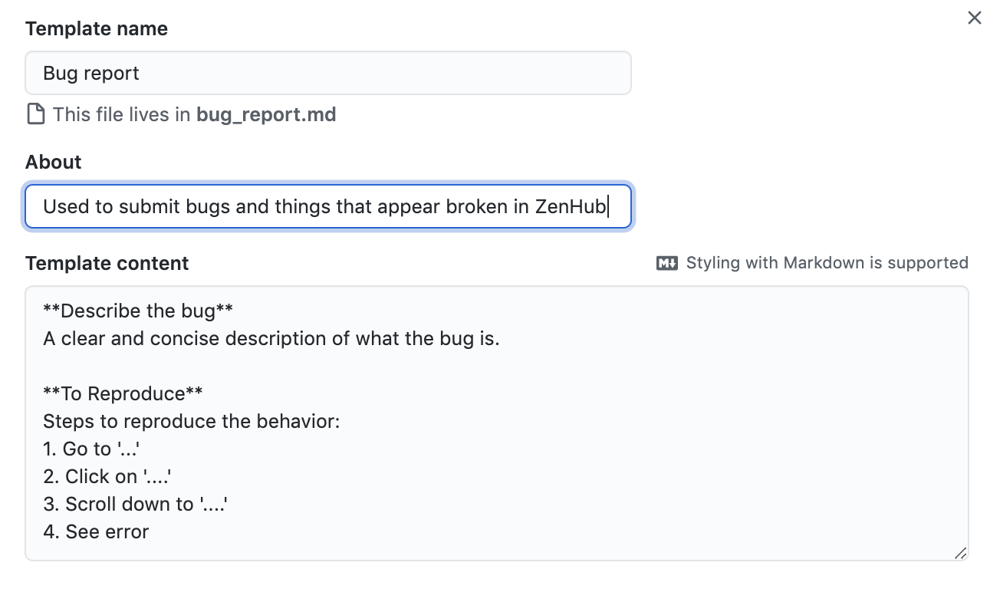 Template name
Bug report
This file lives in bug_report.md
About
Used to submit bugs and things that appear broken in ZenHub
Template content
M Styling with Markdown is supported
**Describe the bug**
A clear and concise description of what the bug is.
**To Reproduce**
Steps to reproduce the behavior:
1. Go to '...'
2. Click on '....'
3. Scroll down to '....'
4. See error